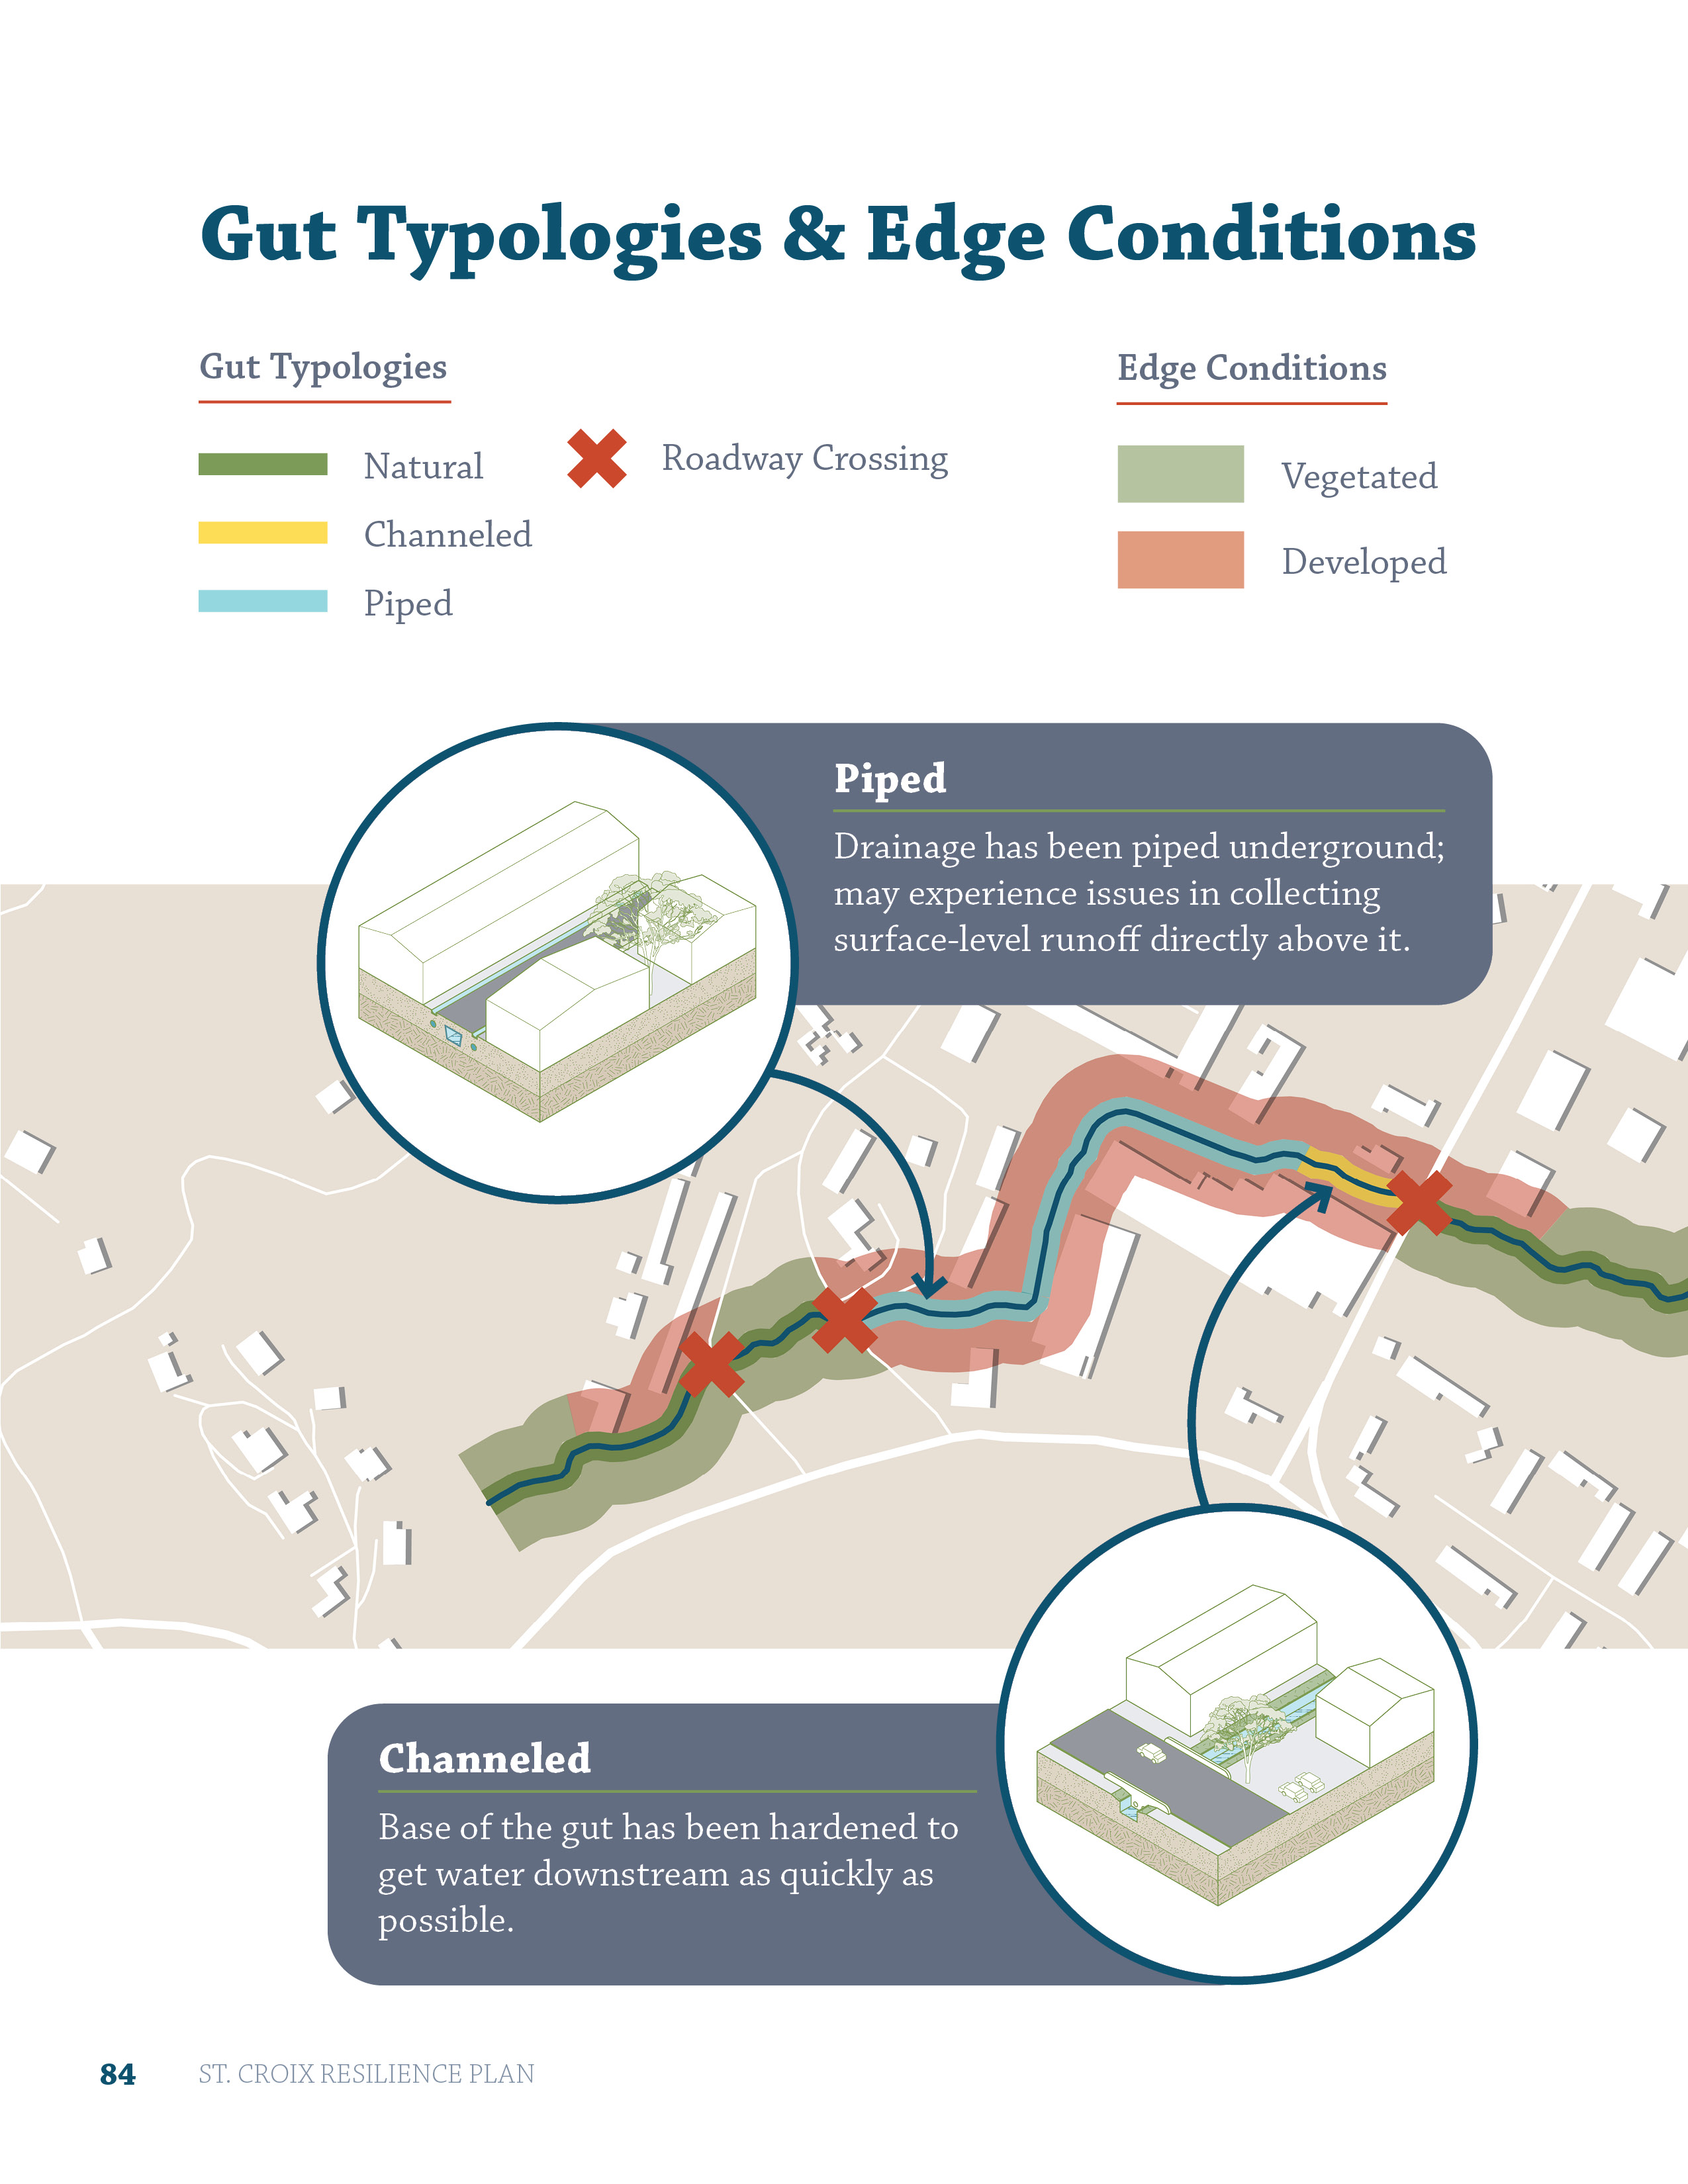 Gut Typologies & Edge Conditions
Gut Typologies
Natural
Channeled
Piped
Roadway Crossing
Edge Conditions
Vegetated
Developed
Piped
Drainage has been piped underground;
may experience issues in collecting
surface-level runoff directly above it.
Channeled
Base of the gut has been hardened to
get water downstream as quickly as
possible.
84 ST. CROIX RESILIENCE PLAN